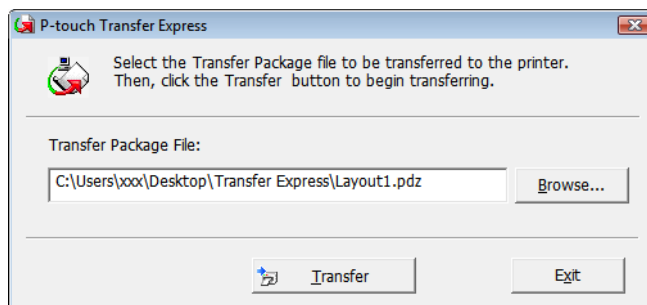 P-touch Transfer Express
Select the Transfer Package file to be transferred to the printer.
Then, click the Transfer button to begin transferring.
Transfer Package File:
C:\Users\xxx\Desktop\Transfer Express\Layout1.pdz
Browse...
Transfer
Exit